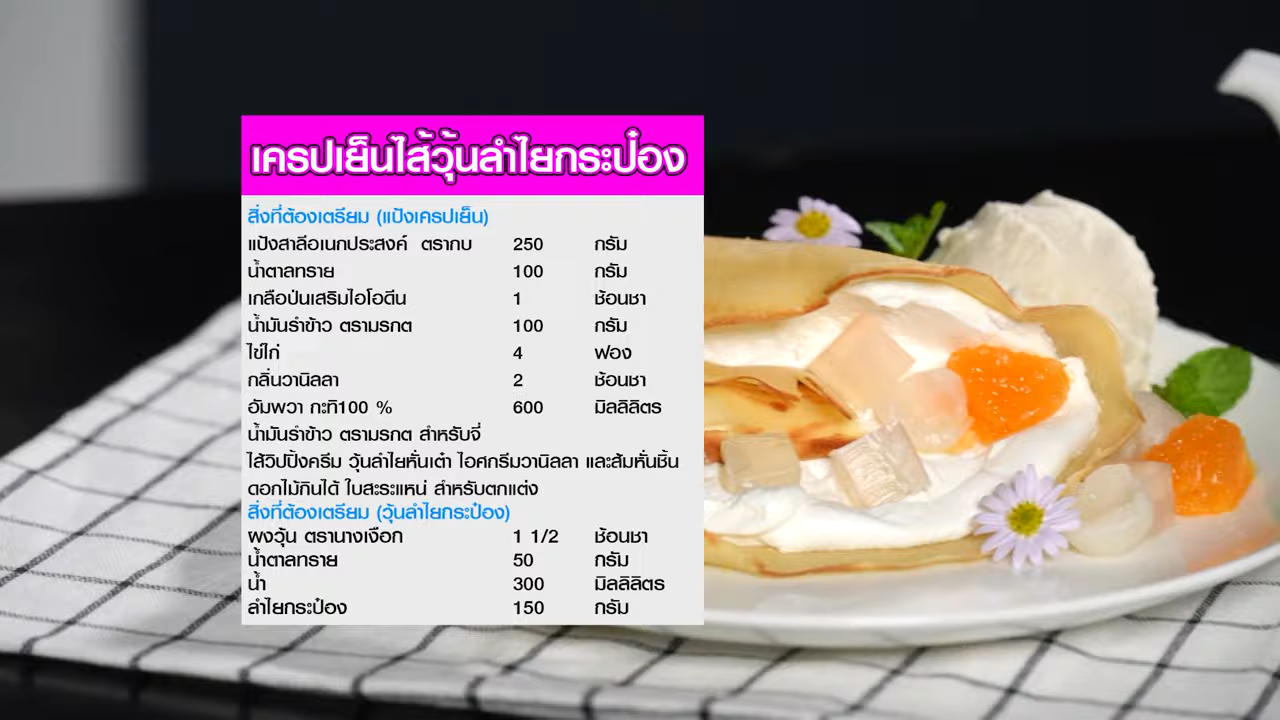 เครปเย็นไส้วุ้นลำไยกระป๋อง
สิ่งที่ต้องเตรียม (แป้งเครปเย็น)
แป้งสาลีอเนกประสงค์ ตรากบ 250 กรัม
น้ำตาลทราย 100 กรัม
เกลือป่นเสริมไอโอดีน 1 ช้อนชา
น้ำมันรำข้าว ตรามรกต 100 กรัม
ไข่ไก่ 4 ฟอง
กลิ่นวานิลลา 2 ช้อนชา
อัมพวา กะทิ100 % 600 มิลลิลิตร
น้ำมันรำข้าว ตรามรกต สำหรับจี่
ไส้วิปปิ้งครีม วุ้นลำไยหั่นเต๋า ไอศกรีมวานิลลา และส้มหั่นชิ้น
ดอกไม้กินได้ ใบสะระแหน่ สำหรับตกแต่ง
สิ่งที่ต้องเตรียม (วุ้นลำไยกระป๋อง)
ผงวุ้น ตรานางเงือก 1 1/2 ช้อนชา
น้ำตาลทราย 50 กรัม
น้ำ 300 มิลลิลิตร
ลำไยกระป๋อง 150 กรัม